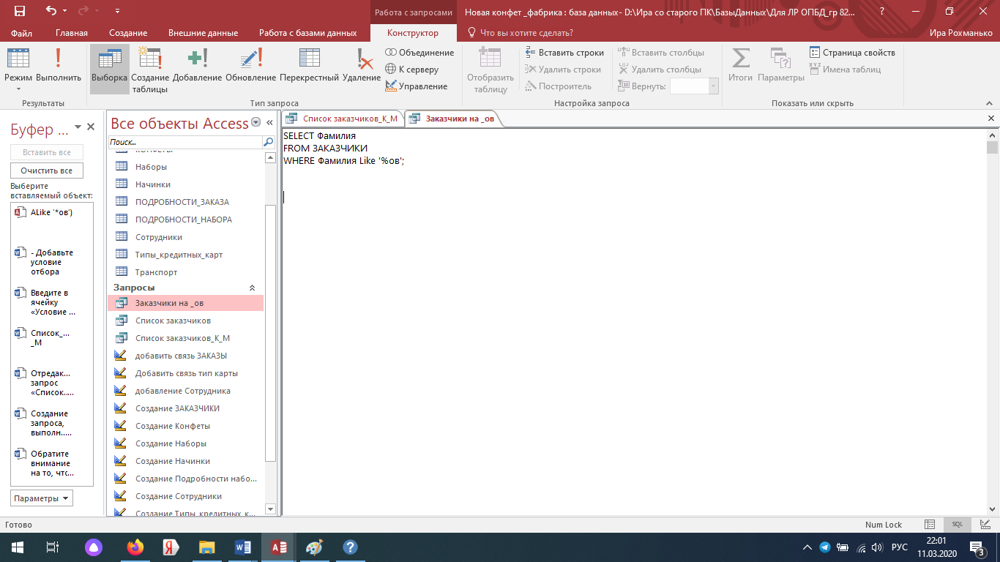 Работа с запросами
Новая конфет _фабрика : база данных- D:\Ира со старого ПК\БазыДанных\Для ЛР ОПБД_гр 82...
?
Файл
Главная
Создание
Внешние данные
Работа с базами данных
Конструктор
Что вы хотите сделать?
Ира Рохманько
Режим
Выполнить
Выборка
Создание
таблицы
Добавление
Обновление
Перекрестный
Удаление
Объединение
К серверу
Управление
Отобразить
таблицу
Вставить строки
Удалить строки
Построитель
Вставить столбцы
Удалить столбцы
Вернуть:
Итоги
Параметры
Страница свойств
XYZ
Имена таблиц
Результаты
Тип запроса
Настройка запроса
Показать или скрыть
Буфер ...
Вставить все
Очистить все
Выберите
вставляемый объект:
ALike '*ов')
- Добавьте
условие
отбора
Введите в
ячейку
«Условие ...
Список_...
_М
Отредак...
запрос
«Список.....
Создание
запроса,
выполн.....
Обратите
внимание
на то, что...
Параметры
Все объекты Access
Поиск...
КОНФЕТЫ
Наборы
Начинки
ПОДРОБНОСТИ_ЗАКАЗА
ПОДРОБНОСТИ_НАБОРА
Сотрудники
Типы_кредитных_карт
Транспорт
Запросы
Заказчики на _ов
Список заказчиков
Список заказчиков_К_М
добавить связь ЗАКАЗЫ
Добавить связь тип карты
добавление Сотрудника
Создание ЗАКАЗЧИКИ
Создание Конфеты
Создание Наборы
Создание Начинки
Создание Подробности набо...
Создание Сотрудники
Создание Типы_кредитных_к...
Список заказчиков_К_М
Заказчики на _ов
SELECT Фамилия
FROM ЗАКАЗЧИКИ
WHERE Фамилия Like '%ов';
Готово
Num Lock
SQL
РУС
22:01
11.03.2020
3